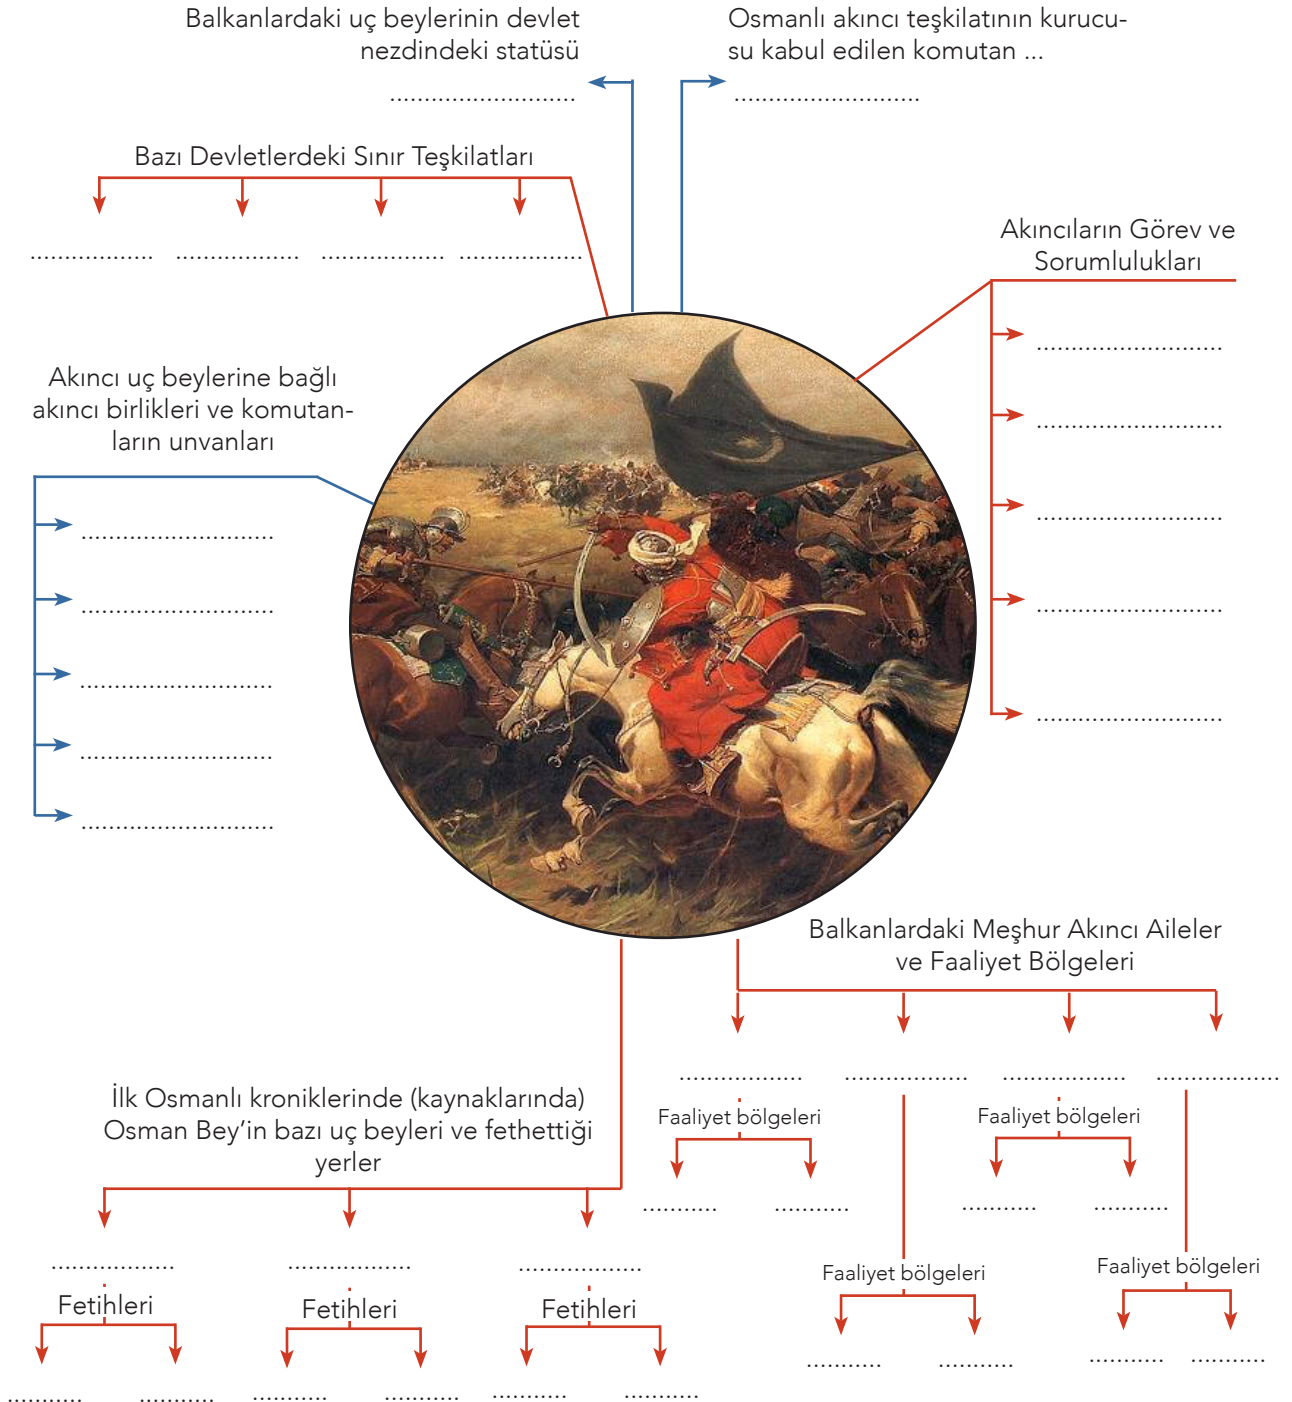 Balkanlardaki uç beylerinin devlet
nezdindeki statüsü
...........................
Osmanlı akıncı teşkilatının kurucu-
su kabul edilen komutan ...
...........................
Bazı Devletlerdeki Sınır Teşkilatları
.................. .................. .................. ..................
Akıncıların Görev ve
Sorumlulukları
...........................
...........................
...........................
...........................
...........................
Akıncı uç beylerine bağlı
akıncı birlikleri ve komutan-
ların unvanları
............................
............................
............................
............................
............................
Balkanlardaki Meşhur Akıncı Aileler
ve Faaliyet Bölgeleri
.................. .................. .................. ..................
Faaliyet bölgeleri
........... ...........
Faaliyet bölgeleri
........... ...........
Faaliyet bölgeleri
........... ...........
Faaliyet bölgeleri
........... ...........
İlk Osmanlı kroniklerinde (kaynaklarında)
Osman Bey’in bazı uç beyleri ve fethettiği
yerler
.................. .................. ..................
Fetihleri
........... ...........
Fetihleri
........... ...........
Fetihleri
........... ...........